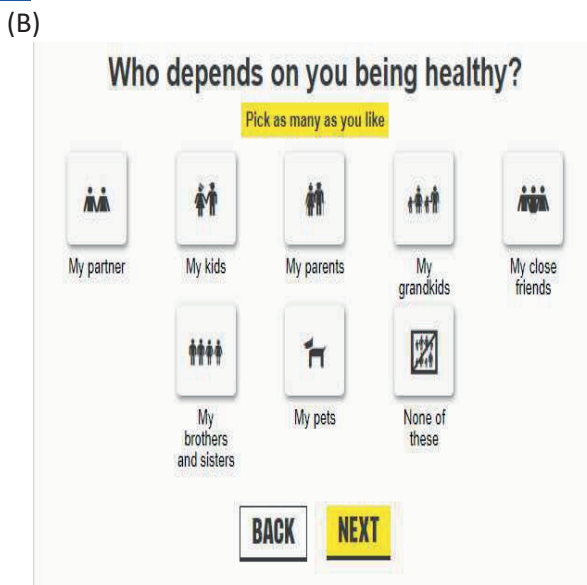 (B)
Who depends on you being healthy?
Pick as many as you like
My partner
My kids
My parents
My
grandkids
My close
friends
My
brothers
and sisters
My pets
None of
these
BACK
NEXT